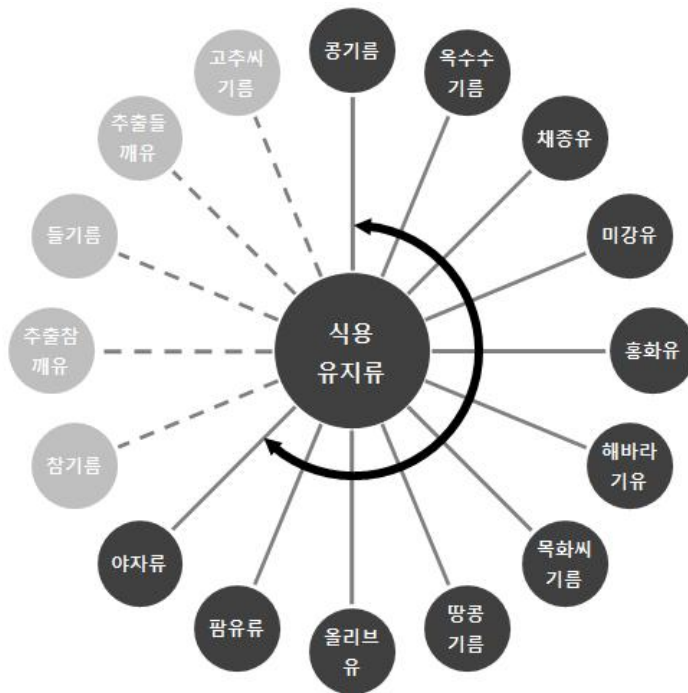 식용
유지류
콩기름
옥수수
기름
채종유
미강유
홍화유
해바라
기유
목화씨
기름
땅콩
기름
올리브
유
팜유류
야자류
참기름
추출참
깨유
들기름
추출들
깨유
고추씨
기름